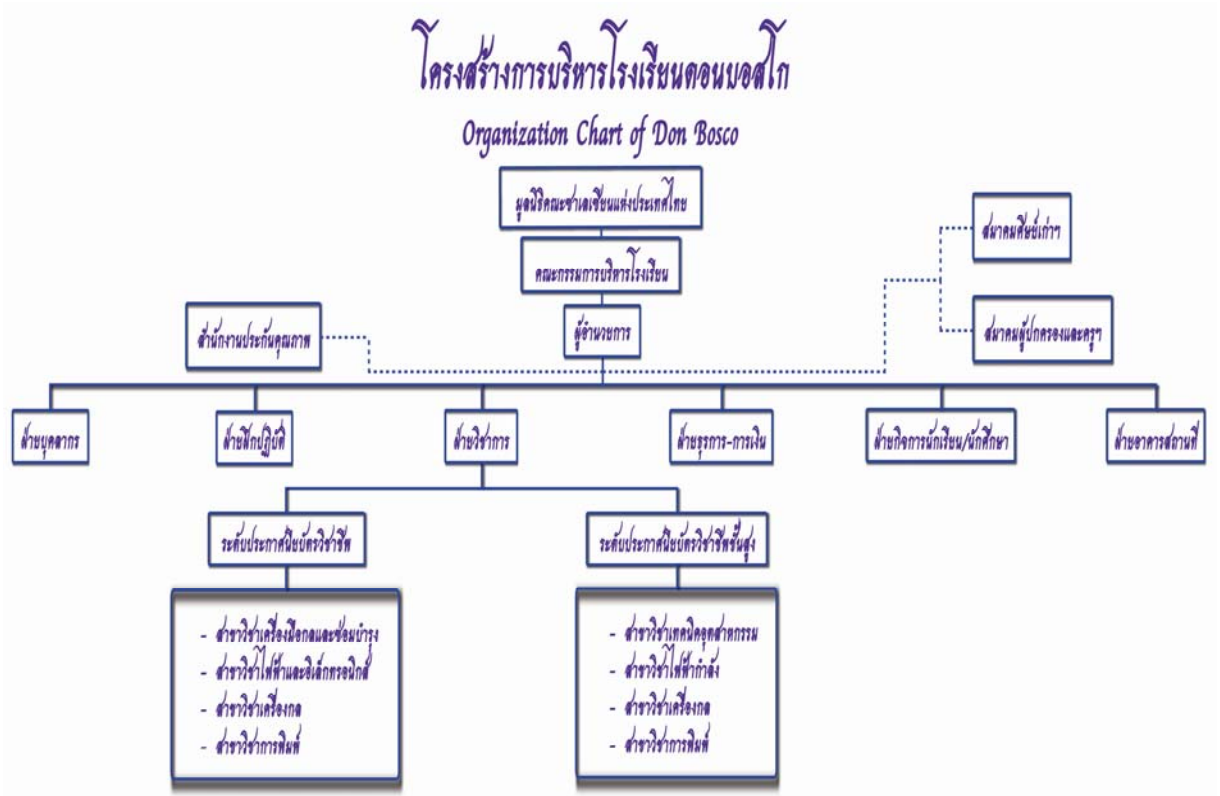 โครงสร้างการบริหารโรงเรียนดอนบอสโก
Organization Chart of Don Bosco
มูลนิธิคณะซาเลเซียนแห่งประเทศไทย
สมาคมศิษย์เก่าฯ
คณะกรรมการบริหารโรงเรียน
สำนักงานประกันคุณภาพ
ผู้อำนวยการ
สมาคมผู้ปกครองและครูฯ
ฝ่ายบุคลากร
ฝ่ายฝึกปฏิบัติ
ฝ่ายวิชาการ
ฝ่ายธุรการ-การเงิน
ฝ่ายกิจการนักเรียน/นักศึกษา
ฝ่ายอาคารสถานที่
ระดับประกาศนียบัตรวิชาชีพ
ระดับประกาศนียบัตรวิชาชีพชั้นสูง
- สาขาวิชาเครื่องมือกลและซ่อมบำรุง
- สาขาวิชาไฟฟ้าและอิเล็กทรอนิกส์
- สาขาวิชาเครื่องกล
- สาขาวิชาการพิมพ์
- สาขาวิชาเทคนิคอุตสาหกรรม
- สาขาวิชาไฟฟ้ากำลัง
- สาขาวิชาเครื่องกล
- สาขาวิชาการพิมพ์